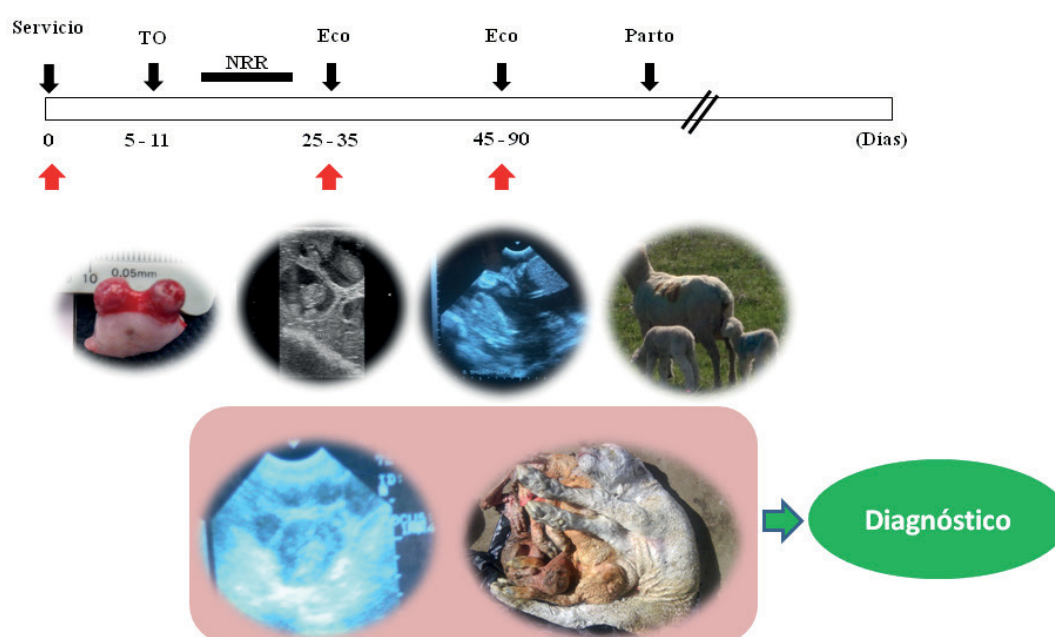 Servicio
TO
NRR
Eco
Eco
Parto
0
5 - 11
25 - 35
45 - 90
(Días)
10 0.05mm
Diagnóstico